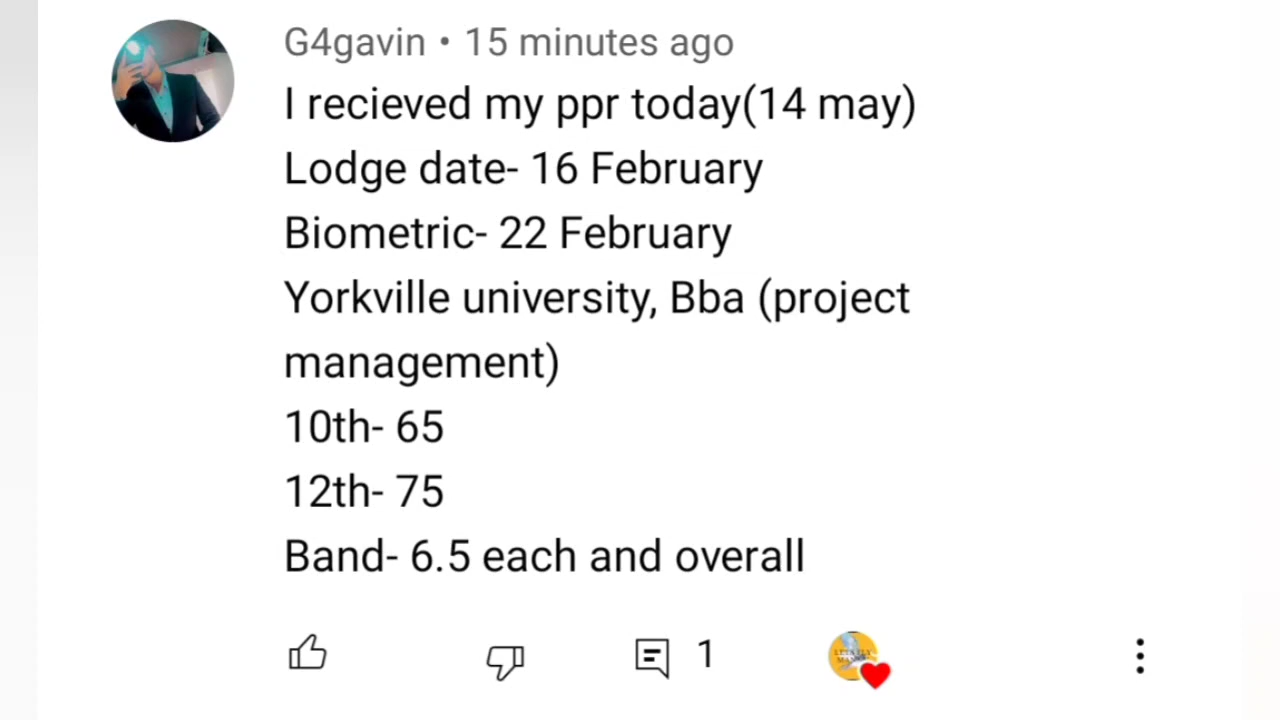 G4gavin • 15 minutes ago
I recieved my ppr today(14 may)
Lodge date- 16 February
Biometric- 22 February
Yorkville university, Bba (project
management)
10th- 65
12th- 75
Band- 6.5 each and overall
1